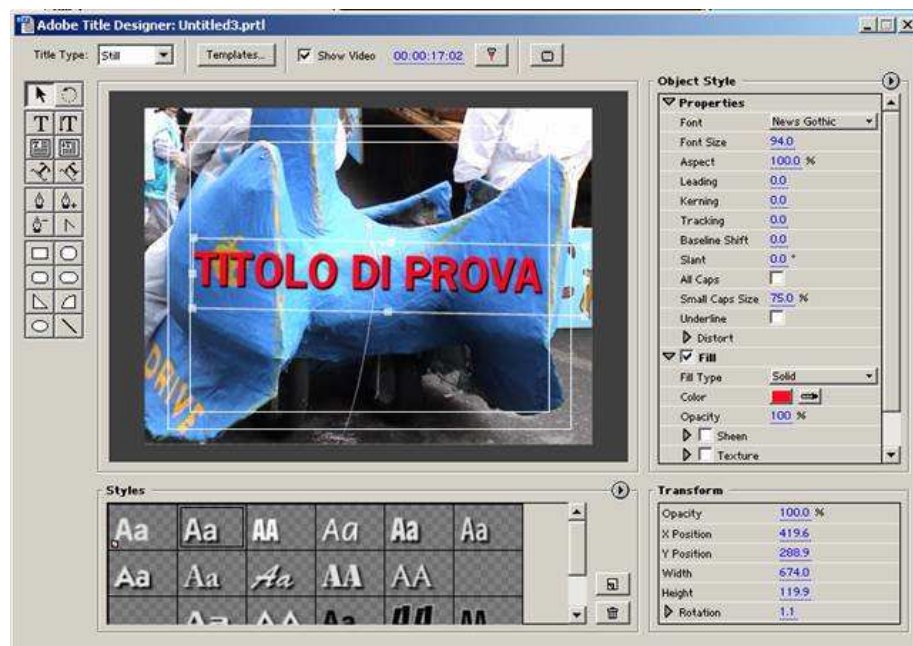 Adobe Title Designer: Untitled3.prtl
Title Type: Still Templates... Show Video 00:00:17:02
Object Style
Properties
Font News Gothic
Font Size 94.0
Aspect 100.0 %
Leading 0.0
Kerning 0.0
Tracking 0.0
Baseline Shift 0.0
Slant 0.0 °
All Caps
Small Caps Size 75.0 %
Underline
Distort
Fill
Fill Type Solid
Color
Opacity 100 %
Sheen
Texture
T T
TITOLO DI PROVA
DRIVE
Styles
Aa Aa AA Aa Aa Aa
Aa Aa Aa AA AA
Transform
Opacity 100.0 %
X Position 419.6
Y Position 288.9
Width 674.0
Height 119.9
Rotation 1.1